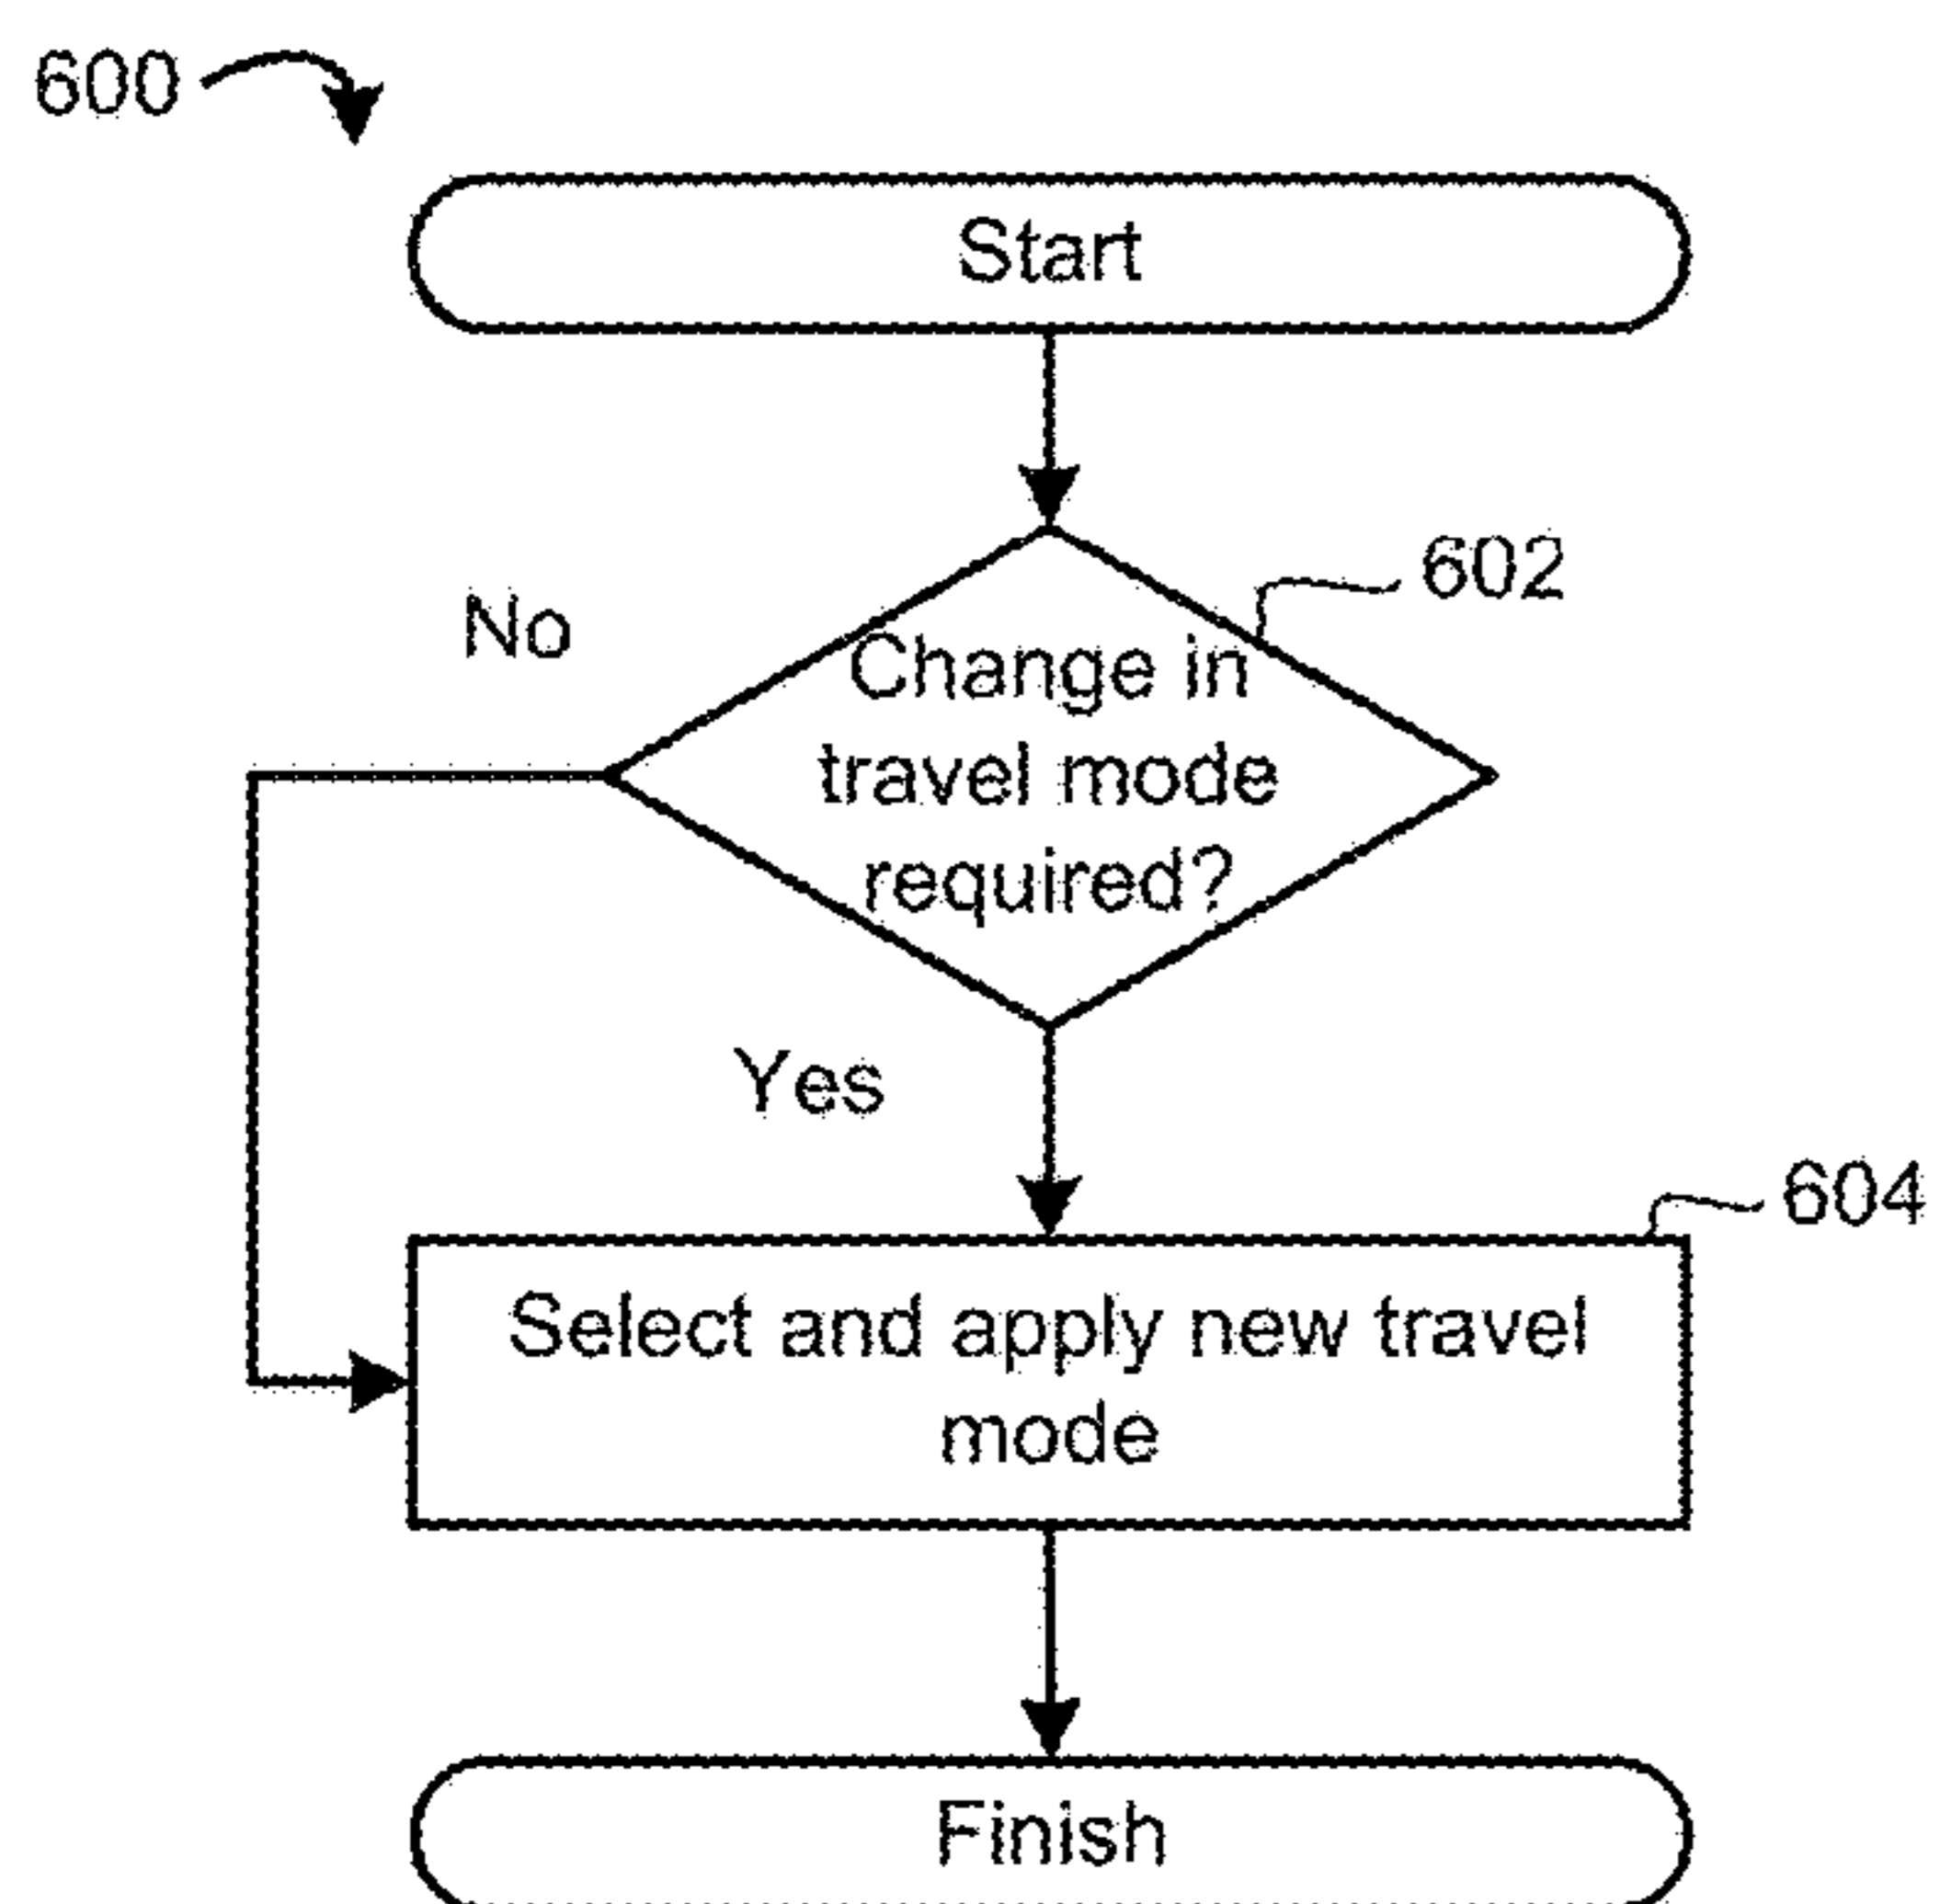 600
Start
602
No
Change in
travel mode
required?
Yes
604
Select and apply new travel
mode
Finish